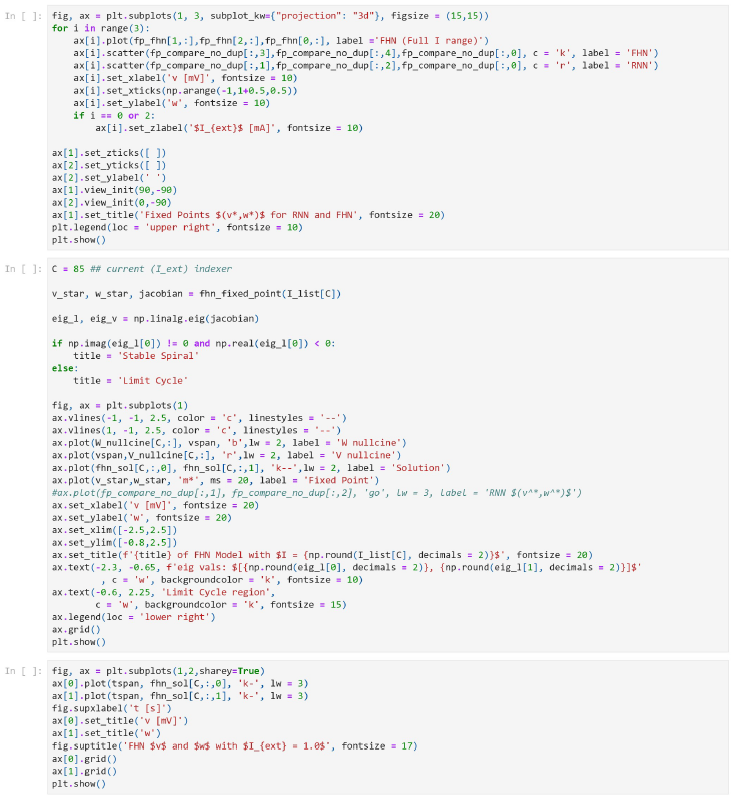 In [ ]: fig, ax = plt.subplots(1, 3, subplot_kw={"projection": "3d"}, figsize = (15,15))
for i in range(3):
    ax[i].plot(fp_fhn[1,:],fp_fhn[2,:],fp_fhn[0,:], label ='FHN (Full I range)')
    ax[i].scatter(fp_compare_no_dup[:,3],fp_compare_no_dup[:,4],fp_compare_no_dup[:,0], c = 'k', label = 'FHN')
    ax[i].scatter(fp_compare_no_dup[:,1],fp_compare_no_dup[:,2],fp_compare_no_dup[:,0], c = 'r', label = 'RNN')
    ax[i].set_xlabel('v [mV]', fontsize = 10)
    ax[i].set_xticks(np.arange(-1,1+0.5,0.5))
    ax[i].set_ylabel('w', fontsize = 10)
    if i == 0 or 2:
        ax[i].set_zlabel('$I_{ext}$ [mA]', fontsize = 10)

ax[1].set_zticks([ ])
ax[2].set_yticks([ ])
ax[2].set_ylabel(' ')
ax[1].view_init(90,-90)
ax[2].view_init(0,-90)
ax[1].set_title('Fixed Points $(v*,w*)$ for RNN and FHN', fontsize = 20)
plt.legend(loc = 'upper right', fontsize = 10)
plt.show()

In [ ]: C = 85 ## current (I_ext) indexer

v_star, w_star, jacobian = fhn_fixed_point(I_list[C])

eig_l, eig_v = np.linalg.eig(jacobian)

if np.imag(eig_l[0]) != 0 and np.real(eig_l[0]) < 0:
    title = 'Stable Spiral'
else:
    title = 'Limit Cycle'

fig, ax = plt.subplots(1)
ax.vlines(-1, -1, 2.5, color = 'c', linestyles = '--')
ax.vlines(1, -1, 2.5, color = 'c', linestyles = '--')
ax.plot(W_nullcine[C,:], vspan, 'b',lw = 2, label = 'W nullcine')
ax.plot(vspan,V_nullcine[C,:], 'r',lw = 2, label = 'V nullcine')
ax.plot(fhn_sol[C,:,0], fhn_sol[C,:,1], 'k--',lw = 2, label = 'Solution')
ax.plot(v_star,w_star, 'm*', ms = 20, label = 'Fixed Point')
#ax.plot(fp_compare_no_dup[:,1], fp_compare_no_dup[:,2], 'go', lw = 3, label = 'RNN $(v^*,w^*)$')
ax.set_xlabel('v [mV]', fontsize = 20)
ax.set_ylabel('w', fontsize = 20)
ax.set_xlim([-2.5,2.5])
ax.set_ylim([-0.8,2.5])
ax.set_title(f'{title} of FHN Model with $I = {np.round(I_list[C], decimals = 2)}$', fontsize = 20)
ax.text(-2.3, -0.65, f'eig vals: $[{np.round(eig_l[0], decimals = 2)}, {np.round(eig_l[1], decimals = 2)}]$'
        , c = 'w', backgroundcolor = 'k', fontsize = 10)
ax.text(-0.6, 2.25, 'Limit Cycle region',
        c = 'w', backgroundcolor = 'k', fontsize = 15)
ax.legend(loc = 'lower right')
ax.grid()
plt.show()

In [ ]: fig, ax = plt.subplots(1,2,sharey=True)
ax[0].plot(tspan, fhn_sol[C,:,0], 'k-', lw = 3)
ax[1].plot(tspan, fhn_sol[C,:,1], 'k-', lw = 3)
fig.supxlabel('t [s]')
ax[0].set_title('v [mV]')
ax[1].set_title('w')
fig.suptitle('FHN $v$ and $w$ with $I_{ext} = 1.0$', fontsize = 17)
ax[0].grid()
ax[1].grid()
plt.show()